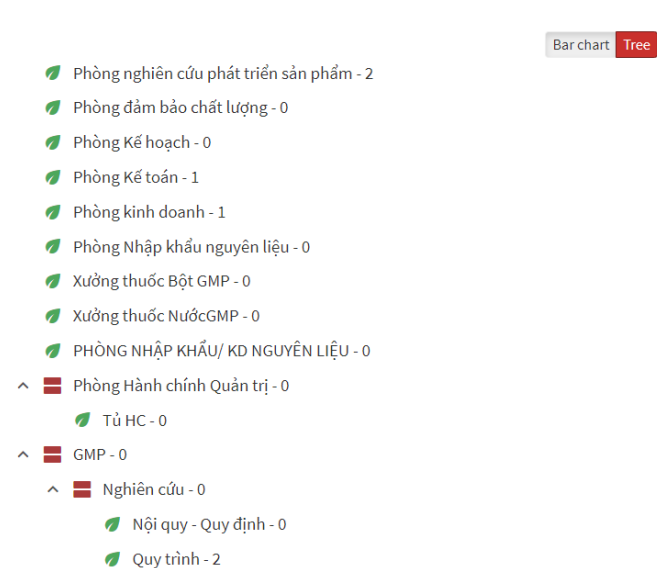 Bar chart Tree
Phòng nghiên cứu phát triển sản phẩm - 2
Phòng đảm bảo chất lượng - 0
Phòng Kế hoạch - 0
Phòng Kế toán - 1
Phòng kinh doanh - 1
Phòng Nhập khẩu nguyên liệu - 0
Xưởng thuốc Bột GMP - 0
Xưởng thuốc NướcGMP - 0
PHÒNG NHẬP KHẨU/ KD NGUYÊN LIỆU - 0
Phòng Hành chính Quản trị - 0
Tủ HC - 0
GMP - 0
Nghiên cứu - 0
Nội quy - Quy định - 0
Quy trình - 2